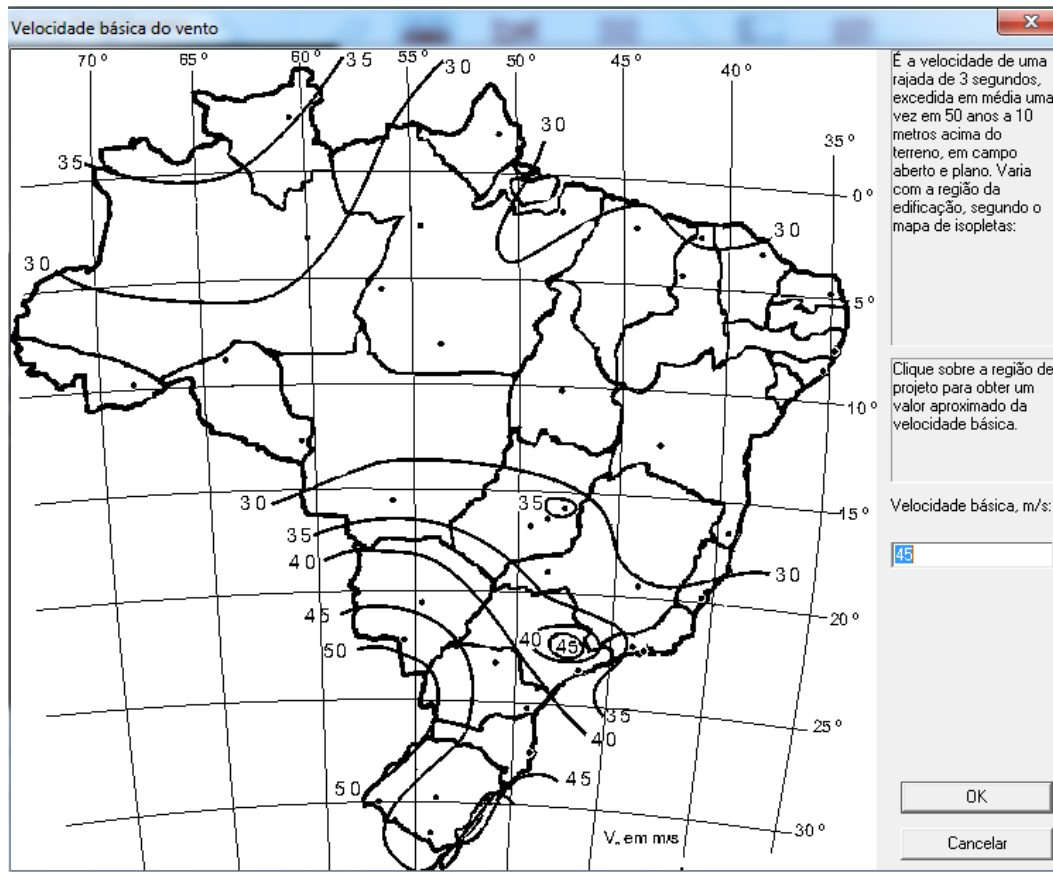 Velocidade básica do vento
70 º
65 º
60 º
35
55 º
30
50 º
45 º
40 º
35 º
30
35
0 º
30
30
5 º
10 º
30
35
15 º
35
40
30
45
20 º
50
40
45
35
25 º
40
45
50
30 º
V₀ em m/s
É a velocidade de uma
rajada de 3 segundos,
excedida em média uma
vez em 50 anos a 10
metros acima do
terreno, em campo
aberto e plano. Varia
com a região da
edificação, segundo o
mapa de isopletas:
Clique sobre a região de
projeto para obter um
valor aproximado da
velocidade básica.
Velocidade básica, m/s:
45
OK
Cancelar